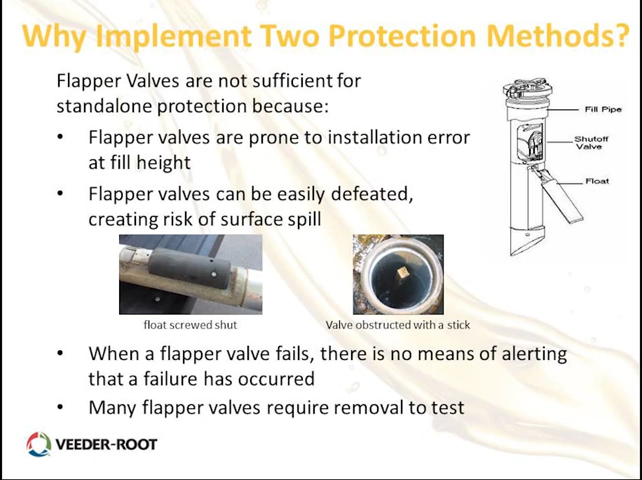 Why Implement Two Protection Methods?
Flapper Valves are not sufficient for
standalone protection because:
• Flapper valves are prone to installation error
at fill height
• Flapper valves can be easily defeated,
creating risk of surface spill
Fill Pipe
Shutoff
Valve
Float
float screwed shut
Valve obstructed with a stick
• When a flapper valve fails, there is no means of alerting
that a failure has occurred
• Many flapper valves require removal to test
VEEDER-ROOT